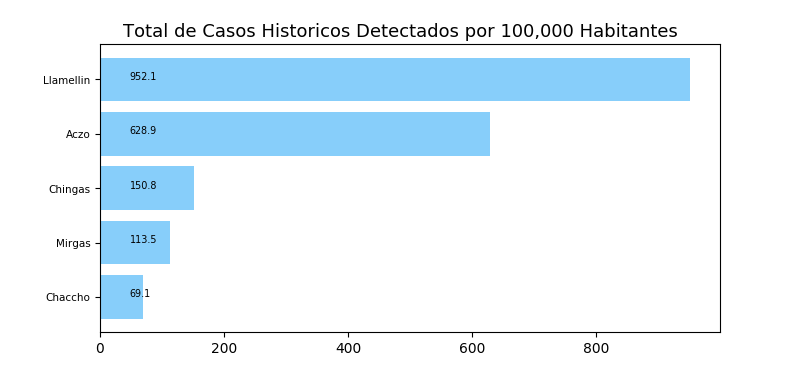 Total de Casos Historicos Detectados por 100,000 Habitantes
Llamellin 952.1
Aczo 628.9
Chingas 150.8
Mirgas 113.5
Chaccho 69.1
0 200 400 600 800